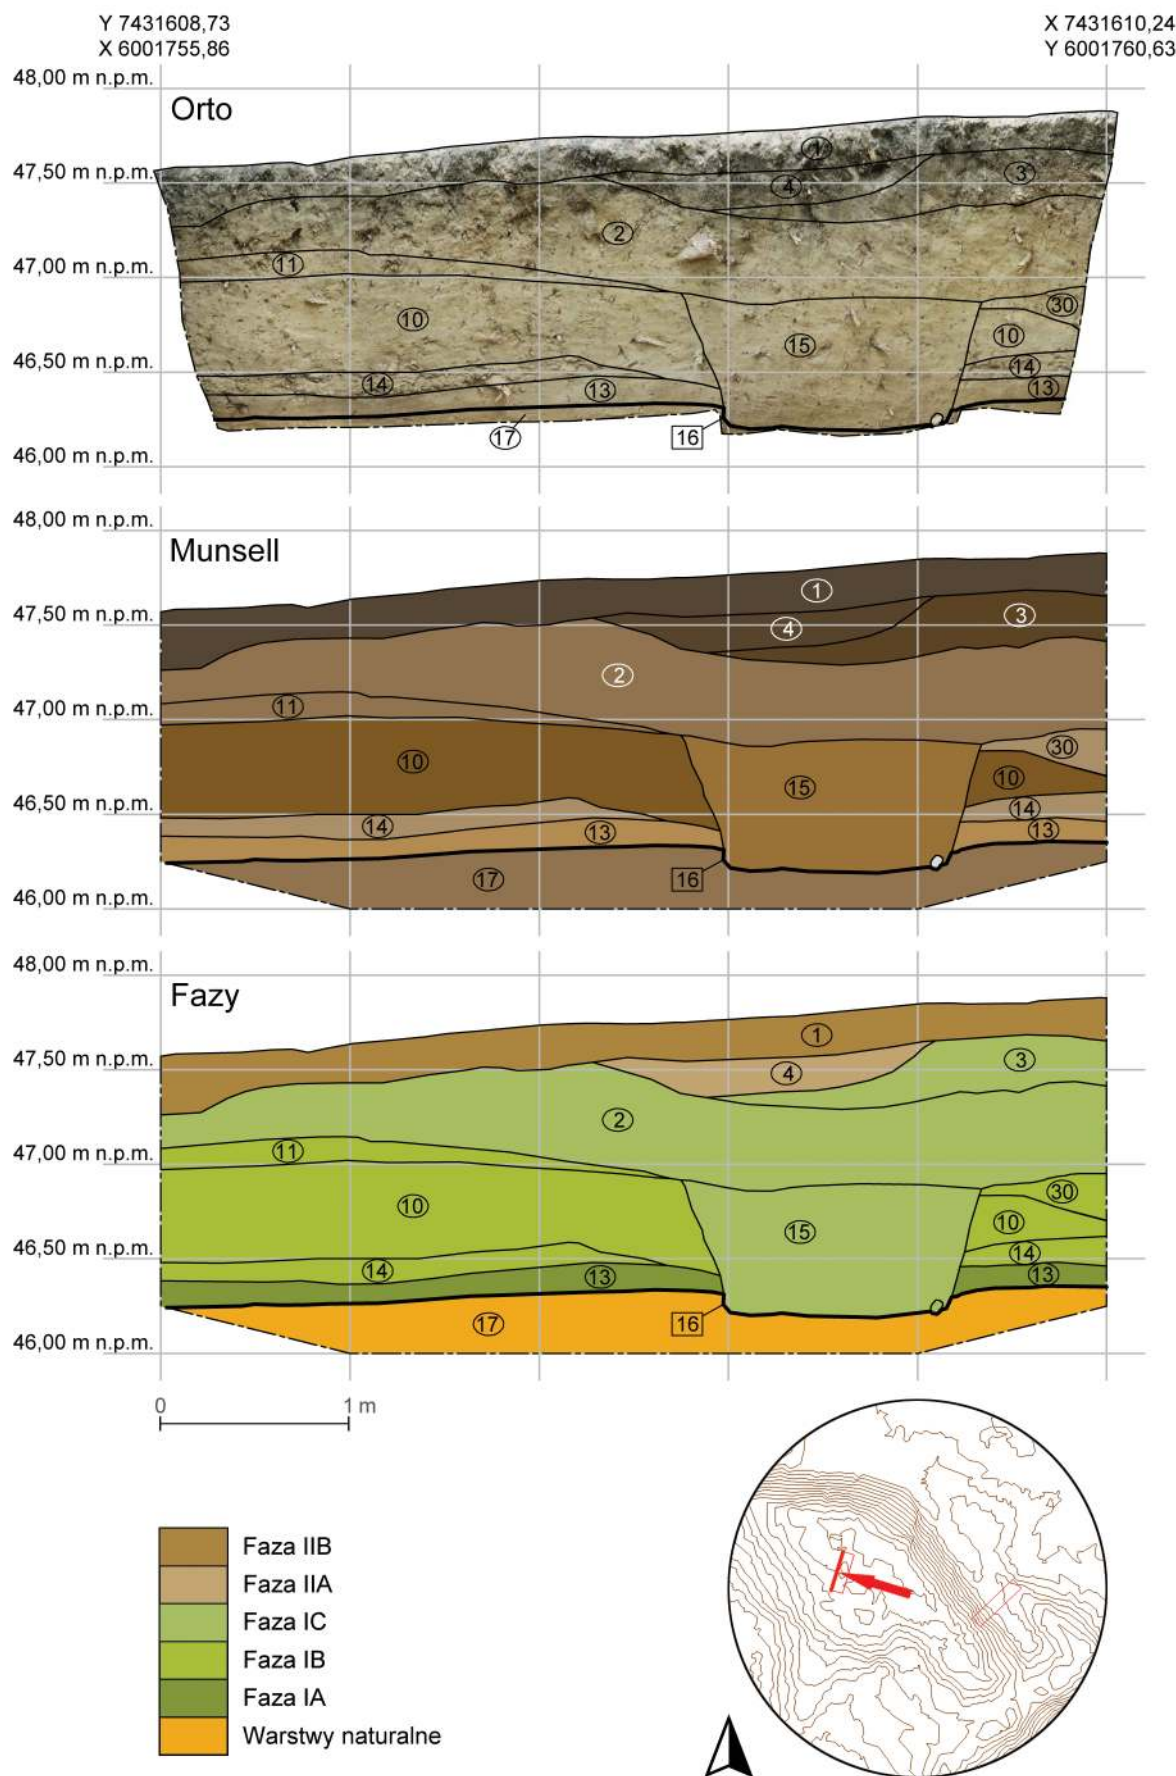 Y 7431608,73
X 6001755,86
X 7431610,24
Y 6001760,63
48,00 m n.p.m.
Orto
1
47,50 m n.p.m.
3
4
2
47,00 m n.p.m.
11
30
10
10
15
46,50 m n.p.m.
14
14
13
13
17
16
46,00 m n.p.m.
48,00 m n.p.m.
Munsell
1
47,50 m n.p.m.
3
4
2
47,00 m n.p.m.
11
30
10
10
15
46,50 m n.p.m.
14
14
13
13
17
16
46,00 m n.p.m.
48,00 m n.p.m.
Fazy
1
47,50 m n.p.m.
3
4
2
47,00 m n.p.m.
11
30
10
10
15
46,50 m n.p.m.
14
14
13
13
17
16
46,00 m n.p.m.
0 1 m
Faza IIB
Faza IIA
Faza IC
Faza IB
Faza IA
Warstwy naturalne